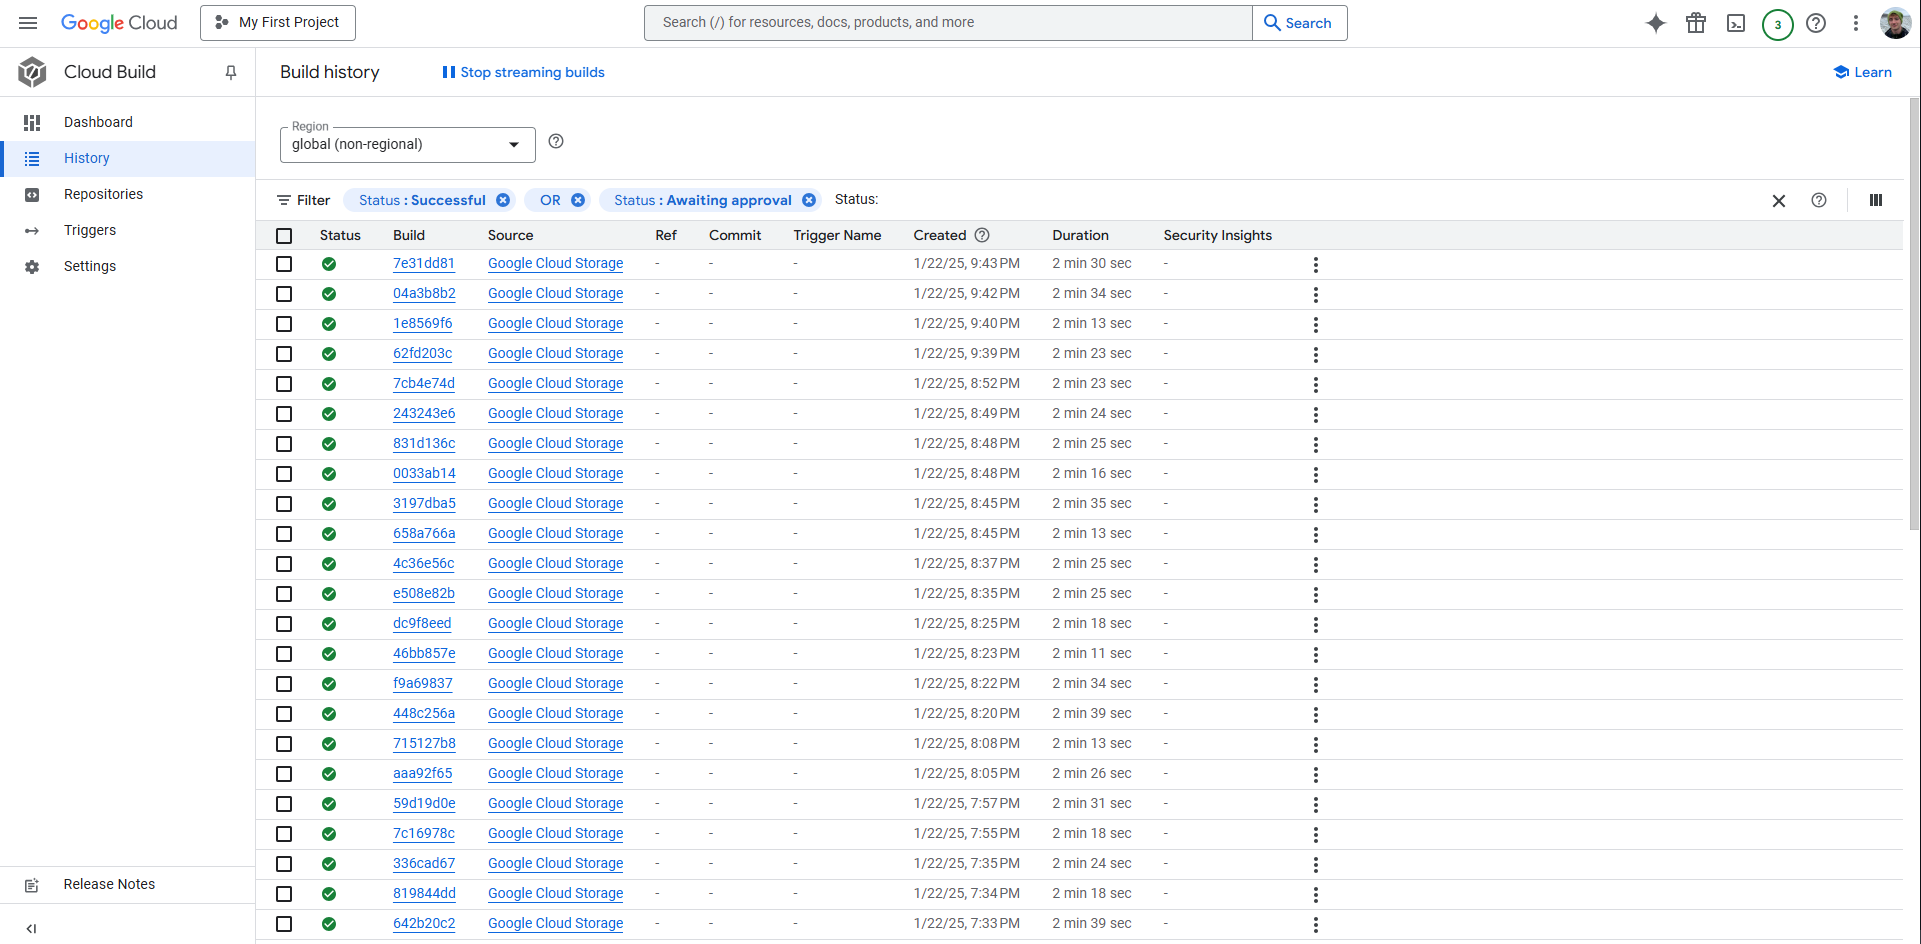 Google Cloud My First Project Search (/) for resources, docs, products, and more Search 3
Cloud Build Build history Stop streaming builds Learn
Dashboard
History
Repositories
Triggers
Settings
Release Notes
Region
global (non-regional)
Filter Status : Successful OR Status : Awaiting approval Status:
Status Build Source Ref Commit Trigger Name Created Duration Security Insights
7e31dd81 Google Cloud Storage - - - 1/22/25, 9:43 PM 2 min 30 sec -
04a3b8b2 Google Cloud Storage - - - 1/22/25, 9:42 PM 2 min 34 sec -
1e8569f6 Google Cloud Storage - - - 1/22/25, 9:40 PM 2 min 13 sec -
62fd203c Google Cloud Storage - - - 1/22/25, 9:39 PM 2 min 23 sec -
7cb4e74d Google Cloud Storage - - - 1/22/25, 8:52 PM 2 min 23 sec -
243243e6 Google Cloud Storage - - - 1/22/25, 8:49 PM 2 min 24 sec -
831d136c Google Cloud Storage - - - 1/22/25, 8:48 PM 2 min 25 sec -
0033ab14 Google Cloud Storage - - - 1/22/25, 8:48 PM 2 min 16 sec -
3197dba5 Google Cloud Storage - - - 1/22/25, 8:45 PM 2 min 35 sec -
658a766a Google Cloud Storage - - - 1/22/25, 8:45 PM 2 min 13 sec -
4c36e56c Google Cloud Storage - - - 1/22/25, 8:37 PM 2 min 25 sec -
e508e82b Google Cloud Storage - - - 1/22/25, 8:35 PM 2 min 25 sec -
dc9f8eed Google Cloud Storage - - - 1/22/25, 8:25 PM 2 min 18 sec -
46bb857e Google Cloud Storage - - - 1/22/25, 8:23 PM 2 min 11 sec -
f9a69837 Google Cloud Storage - - - 1/22/25, 8:22 PM 2 min 34 sec -
448c256a Google Cloud Storage - - - 1/22/25, 8:20 PM 2 min 39 sec -
715127b8 Google Cloud Storage - - - 1/22/25, 8:08 PM 2 min 13 sec -
aaa92f65 Google Cloud Storage - - - 1/22/25, 8:05 PM 2 min 26 sec -
59d19d0e Google Cloud Storage - - - 1/22/25, 7:57 PM 2 min 31 sec -
7c16978c Google Cloud Storage - - - 1/22/25, 7:55 PM 2 min 18 sec -
336cad67 Google Cloud Storage - - - 1/22/25, 7:35 PM 2 min 24 sec -
819844dd Google Cloud Storage - - - 1/22/25, 7:34 PM 2 min 18 sec -
642b20c2 Google Cloud Storage - - - 1/22/25, 7:33 PM 2 min 39 sec -